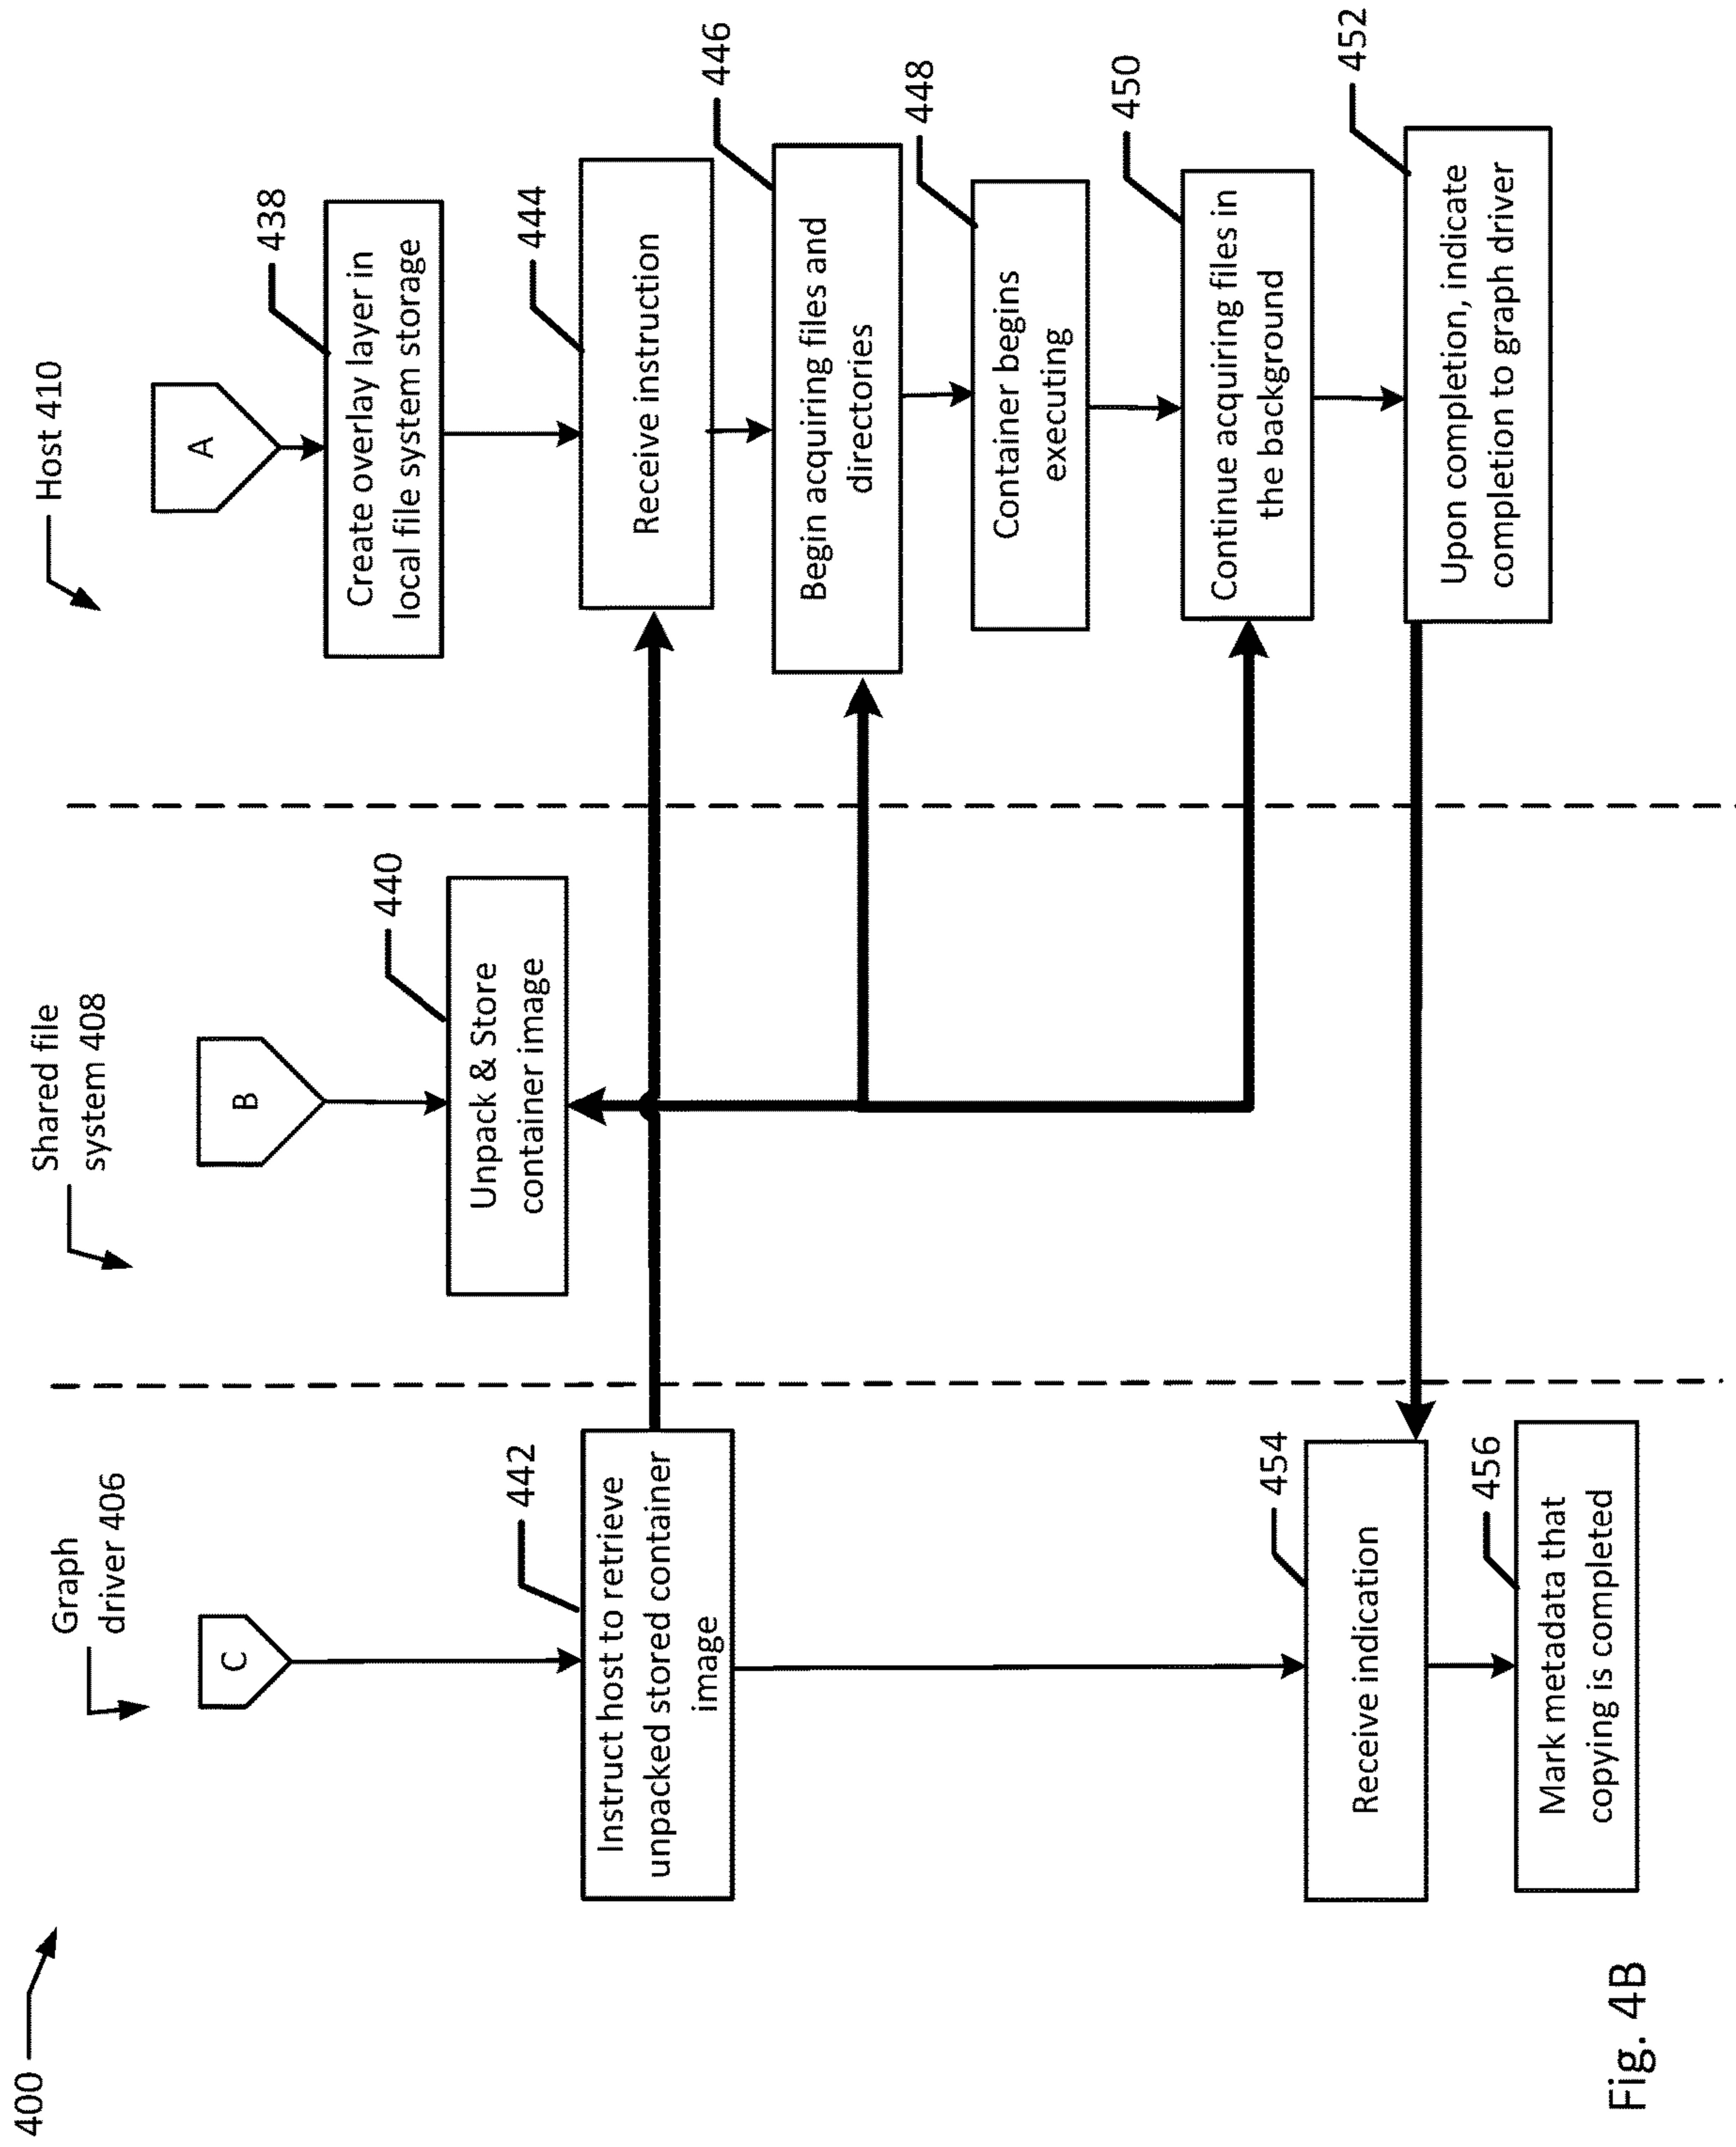 400
Graph
driver 406
Shared file
system 408
Host 410
C
B
A
438
Create overlay layer in
local file system storage
440
Unpack & Store
container image
442
Instruct host to retrieve
unpacked stored container
image
444
Receive instruction
446
Begin acquiring files and
directories
448
Container begins
executing
450
Continue acquiring files in
the background
452
Upon completion, indicate
completion to graph driver
454
Receive indication
456
Mark metadata that
copying is completed
Fig. 4B